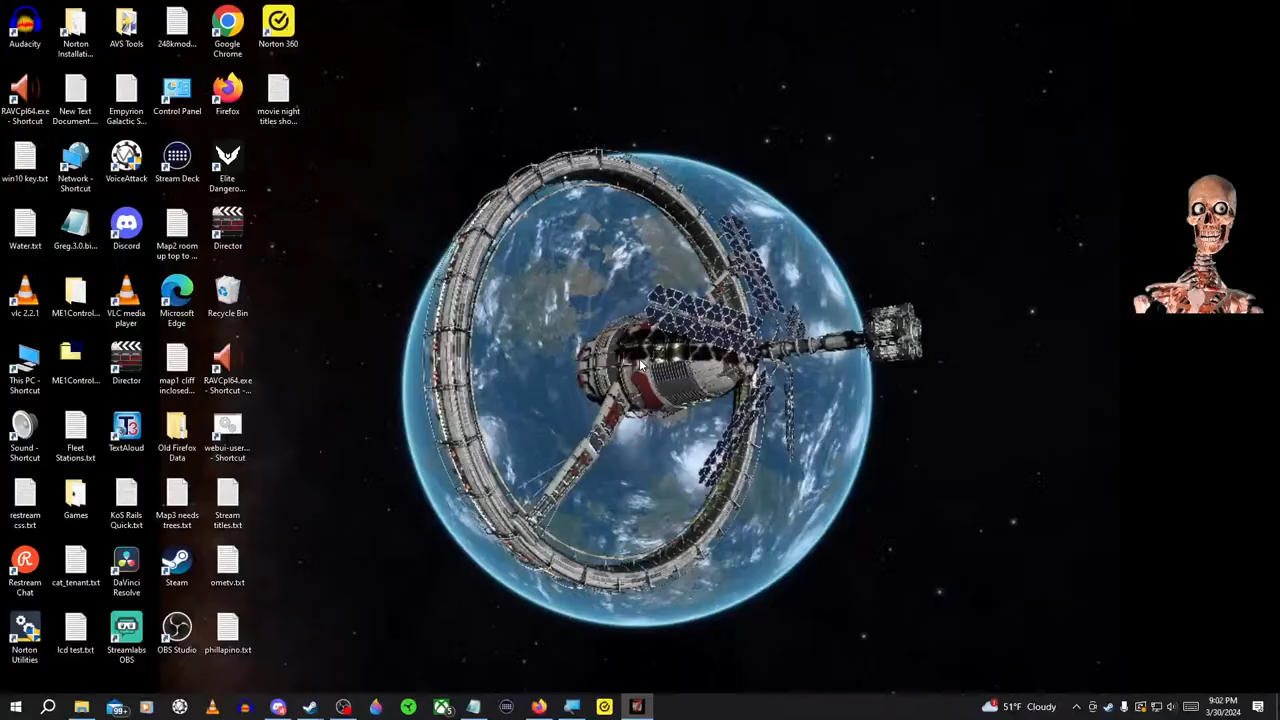 Audacity
Norton
Installati...
AVS Tools
248kmod...
Google
Chrome
Norton 360
RAVCpl64.exe
- Shortcut
New Text
Document....
Empyrion
Galactic S...
Control Panel
Firefox
movie night
titles sho...
win10 key.txt
Network -
Shortcut
VoiceAttack
Stream Deck
Elite
Dangero...
Water.txt
Greg.3.0.bi...
Discord
Map2 room
up top to ...
Director
vlc 2.2.1
ME1Control...
VLC media
player
Microsoft
Edge
Recycle Bin
This PC -
Shortcut
ME1Control...
Director
map1 cliff
inclosed...
RAVCpl64.exe
- Shortcut -...
Sound -
Shortcut
Fleet
Stations.txt
TextAloud
Old Firefox
Data
webui-user...
- Shortcut
restream
css.txt
Games
KoS Rails
Quick.txt
Map3 needs
trees.txt
Stream
titles.txt
Restream
Chat
cat_tenant.txt
DaVinci
Resolve
Steam
ometv.txt
Norton
Utilities
lcd test.txt
Streamlabs
OBS
OBS Studio
phillapino.txt
99+
5
51°F Cloudy
9:02 PM
3/30/2024